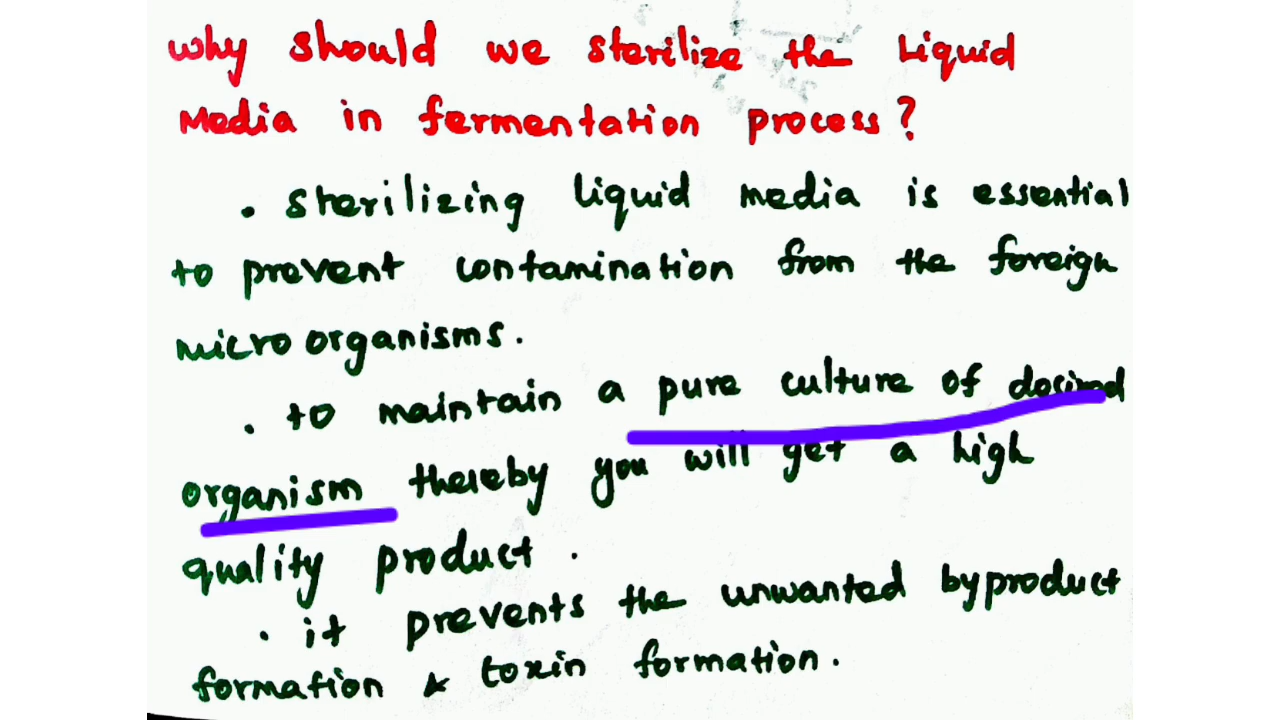 why should we sterilize the Liquid
Media in fermentation process?
. sterilizing liquid media is essential
to prevent contamination from the foreign
micro organisms.
. to maintain a pure culture of desired
organism thereby you will get a high
quality product.
. it prevents the unwanted byproduct
formation & toxin formation.